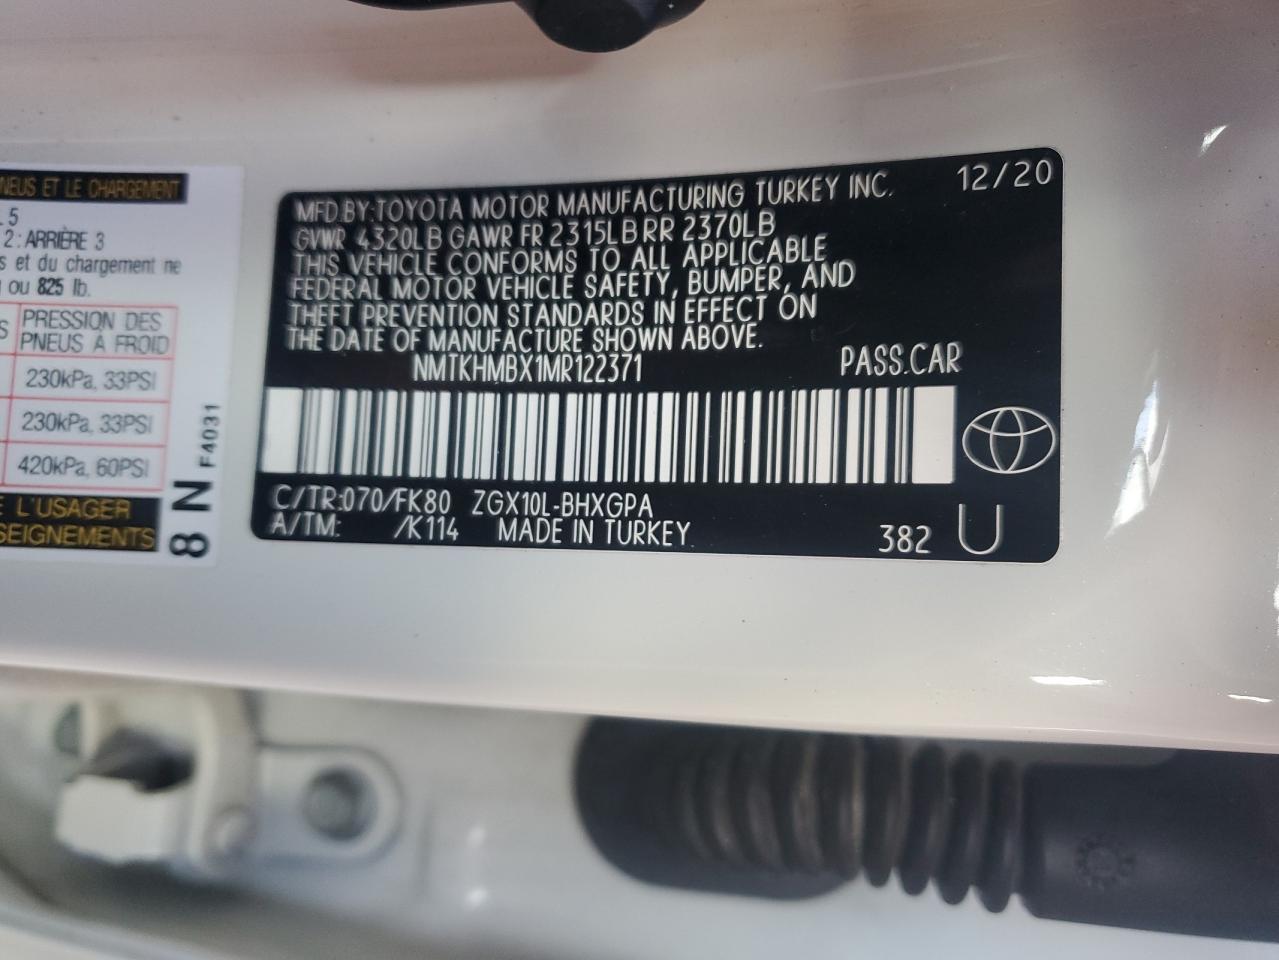 NEUS ET LE CHARGEMENT
5
2: ARRIÈRE 3
et du chargement ne
ou 825 lb.
PRESSION DES
PNEUS A FROID
230kPa, 33PSI
230kPa, 33PSI
420kPa, 60PSI
L'USAGER
SEIGNEMENTS
8 N F4031
MFD.BY:TOYOTA MOTOR MANUFACTURING TURKEY INC. 12/20
GVWR 4320LB GAWR FR 2315LB RR 2370LB
THIS VEHICLE CONFORMS TO ALL APPLICABLE
FEDERAL MOTOR VEHICLE SAFETY, BUMPER, AND
THEFT PREVENTION STANDARDS IN EFFECT ON
THE DATE OF MANUFACTURE SHOWN ABOVE.
NMTKHMBX1MR122371 PASS.CAR
C/TR:070/FK80 ZGX10L-BHXGPA
A/TM: /K114 MADE IN TURKEY 382 U